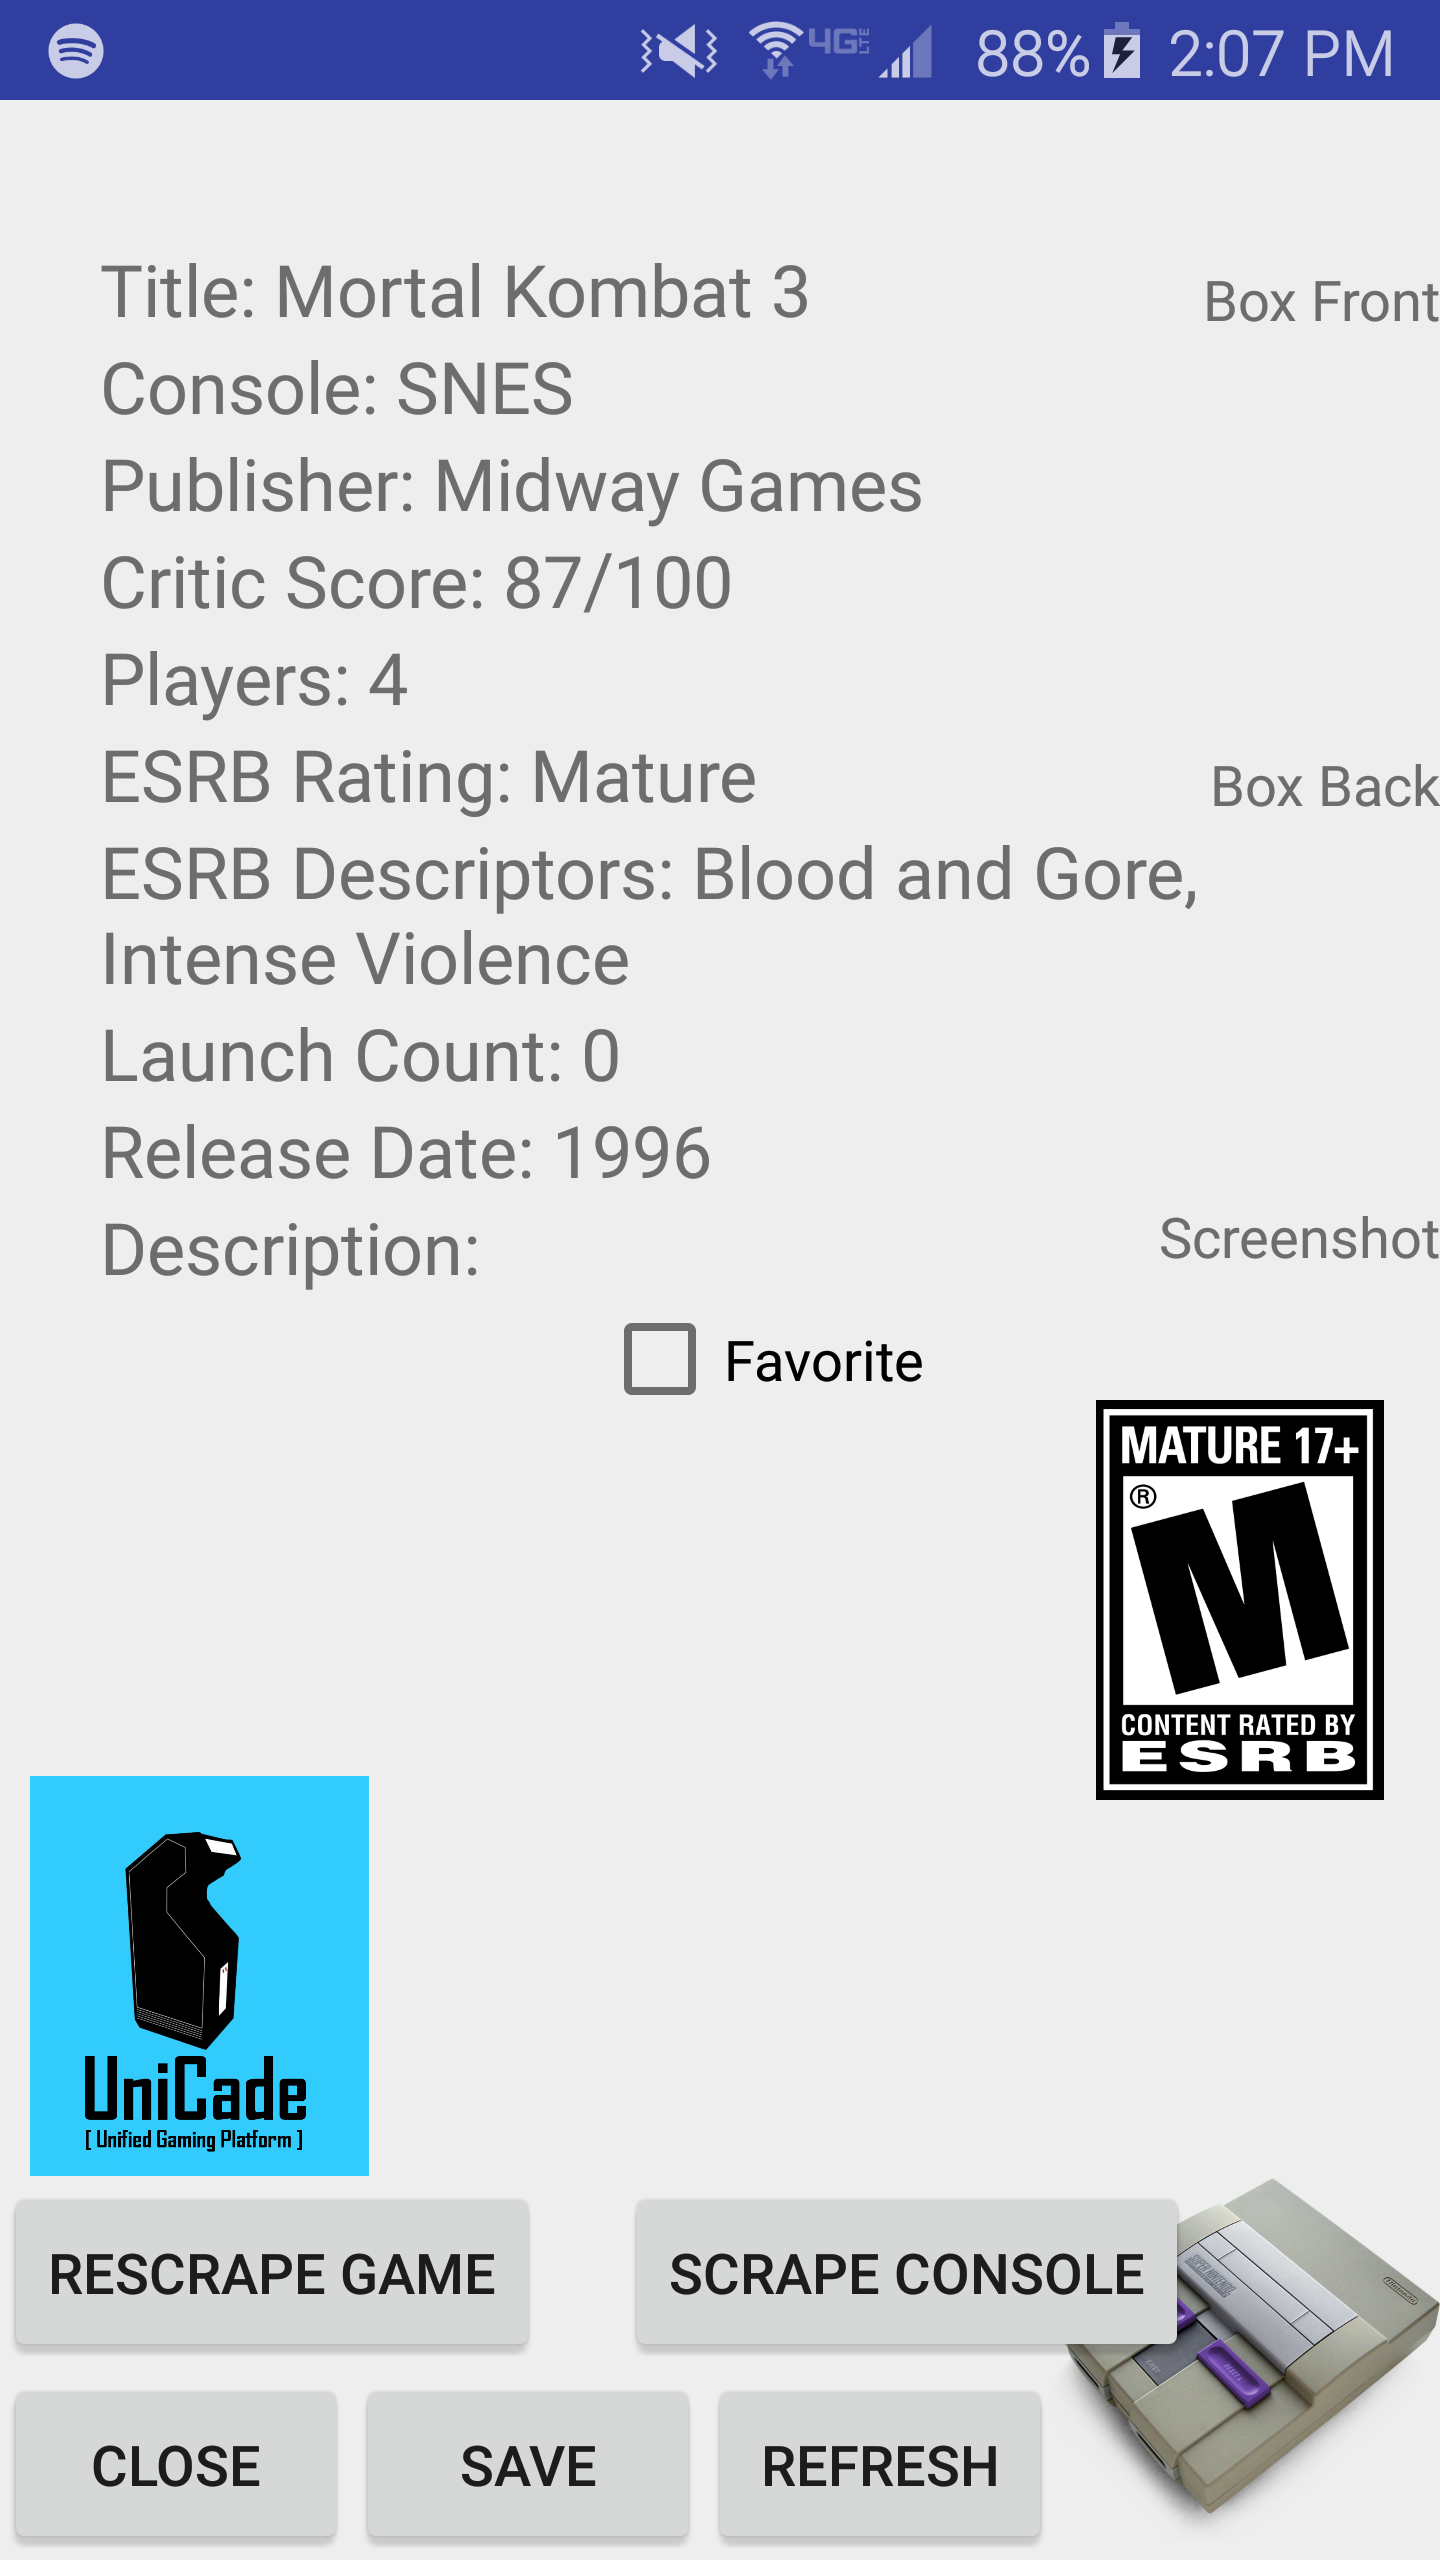 4G LTE 88% 2:07 PM
Title: Mortal Kombat 3
Box Front
Console: SNES
Publisher: Midway Games
Critic Score: 87/100
Players: 4
ESRB Rating: Mature
Box Back
ESRB Descriptors: Blood and Gore,
Intense Violence
Launch Count: 0
Release Date: 1996
Description:
Screenshot
Favorite
MATURE 17+
®
M
CONTENT RATED BY
ESRB
UniCade
[ Unified Gaming Platform ]
RESCRAPE GAME
SCRAPE CONSOLE
SUPER NINTENDO
Nintendo
CLOSE
SAVE
REFRESH